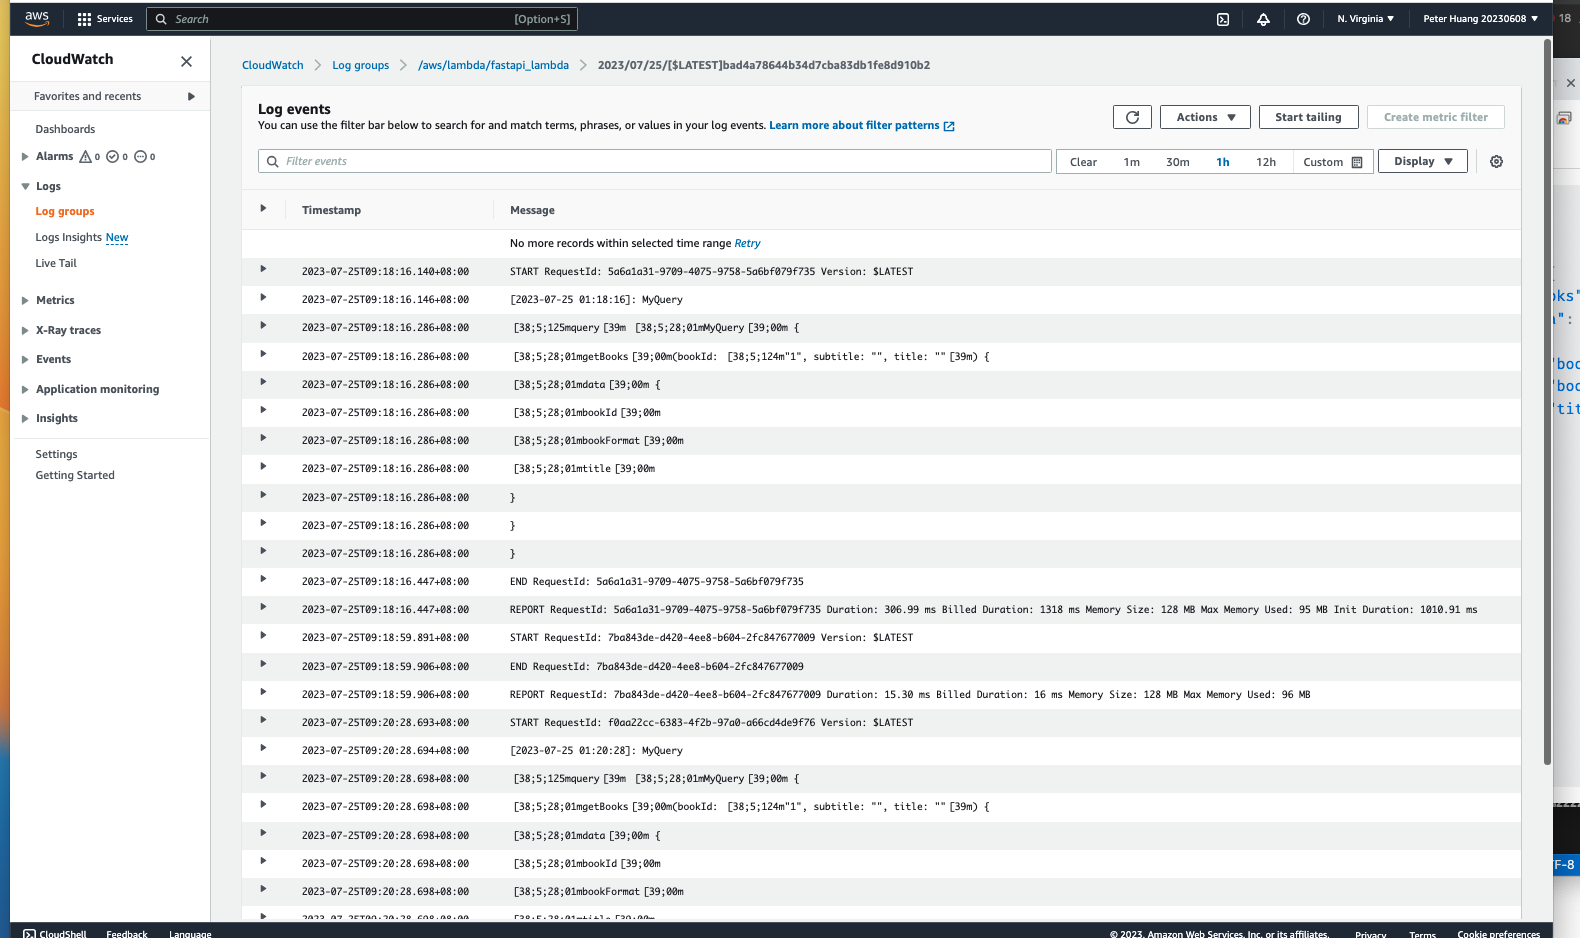 aws Services Search [Option+S] N. Virginia ▼ Peter Huang 20230608 ▼ 18
CloudWatch
Favorites and recents
Dashboards
Alarms 0 0 0
Logs
Log groups
Logs Insights New
Live Tail
Metrics
X-Ray traces
Events
Application monitoring
Insights
Settings
Getting Started
CloudWatch > Log groups > /aws/lambda/fastapi_lambda > 2023/07/25/[$LATEST]bad4a78644b34d7cba83db1fe8d910b2
Log events
You can use the filter bar below to search for and match terms, phrases, or values in your log events. Learn more about filter patterns
Actions ▼ Start tailing Create metric filter
Filter events Clear 1m 30m 1h 12h Custom Display ▼
Timestamp Message
No more records within selected time range Retry
2023-07-25T09:18:16.140+08:00 START RequestId: 5a6a1a31-9709-4075-9758-5a6bf079f735 Version: $LATEST
2023-07-25T09:18:16.146+08:00 [2023-07-25 01:18:16]: MyQuery
2023-07-25T09:18:16.286+08:00 [38;5;125mquery [39m [38;5;28;01mMyQuery [39;00m {
2023-07-25T09:18:16.286+08:00 [38;5;28;01mgetBooks [39;00m(bookId: [38;5;124m"1", subtitle: "", title: "" [39m) {
2023-07-25T09:18:16.286+08:00 [38;5;28;01mdata [39;00m {
2023-07-25T09:18:16.286+08:00 [38;5;28;01mbookId [39;00m
2023-07-25T09:18:16.286+08:00 [38;5;28;01mbookFormat [39;00m
2023-07-25T09:18:16.286+08:00 [38;5;28;01mtitle [39;00m
2023-07-25T09:18:16.286+08:00 }
2023-07-25T09:18:16.286+08:00 }
2023-07-25T09:18:16.286+08:00 }
2023-07-25T09:18:16.447+08:00 END RequestId: 5a6a1a31-9709-4075-9758-5a6bf079f735
2023-07-25T09:18:16.447+08:00 REPORT RequestId: 5a6a1a31-9709-4075-9758-5a6bf079f735 Duration: 306.99 ms Billed Duration: 1318 ms Memory Size: 128 MB Max Memory Used: 95 MB Init Duration: 1010.91 ms
2023-07-25T09:18:59.891+08:00 START RequestId: 7ba843de-d420-4ee8-b604-2fc847677009 Version: $LATEST
2023-07-25T09:18:59.906+08:00 END RequestId: 7ba843de-d420-4ee8-b604-2fc847677009
2023-07-25T09:18:59.906+08:00 REPORT RequestId: 7ba843de-d420-4ee8-b604-2fc847677009 Duration: 15.30 ms Billed Duration: 16 ms Memory Size: 128 MB Max Memory Used: 96 MB
2023-07-25T09:20:28.693+08:00 START RequestId: f0aa22cc-6383-4f2b-97a0-a66cd4de9f76 Version: $LATEST
2023-07-25T09:20:28.694+08:00 [2023-07-25 01:20:28]: MyQuery
2023-07-25T09:20:28.698+08:00 [38;5;125mquery [39m [38;5;28;01mMyQuery [39;00m {
2023-07-25T09:20:28.698+08:00 [38;5;28;01mgetBooks [39;00m(bookId: [38;5;124m"1", subtitle: "", title: "" [39m) {
2023-07-25T09:20:28.698+08:00 [38;5;28;01mdata [39;00m {
2023-07-25T09:20:28.698+08:00 [38;5;28;01mbookId [39;00m
2023-07-25T09:20:28.698+08:00 [38;5;28;01mbookFormat [39;00m
2023-07-25T09:20:28.698+08:00 [38;5;28;01mtitle [39;00m
oks"
a":
"boo
"boo
"tit
F-8
CloudShell Feedback Language © 2023, Amazon Web Services, Inc. or its affiliates. Privacy Terms Cookie preferences